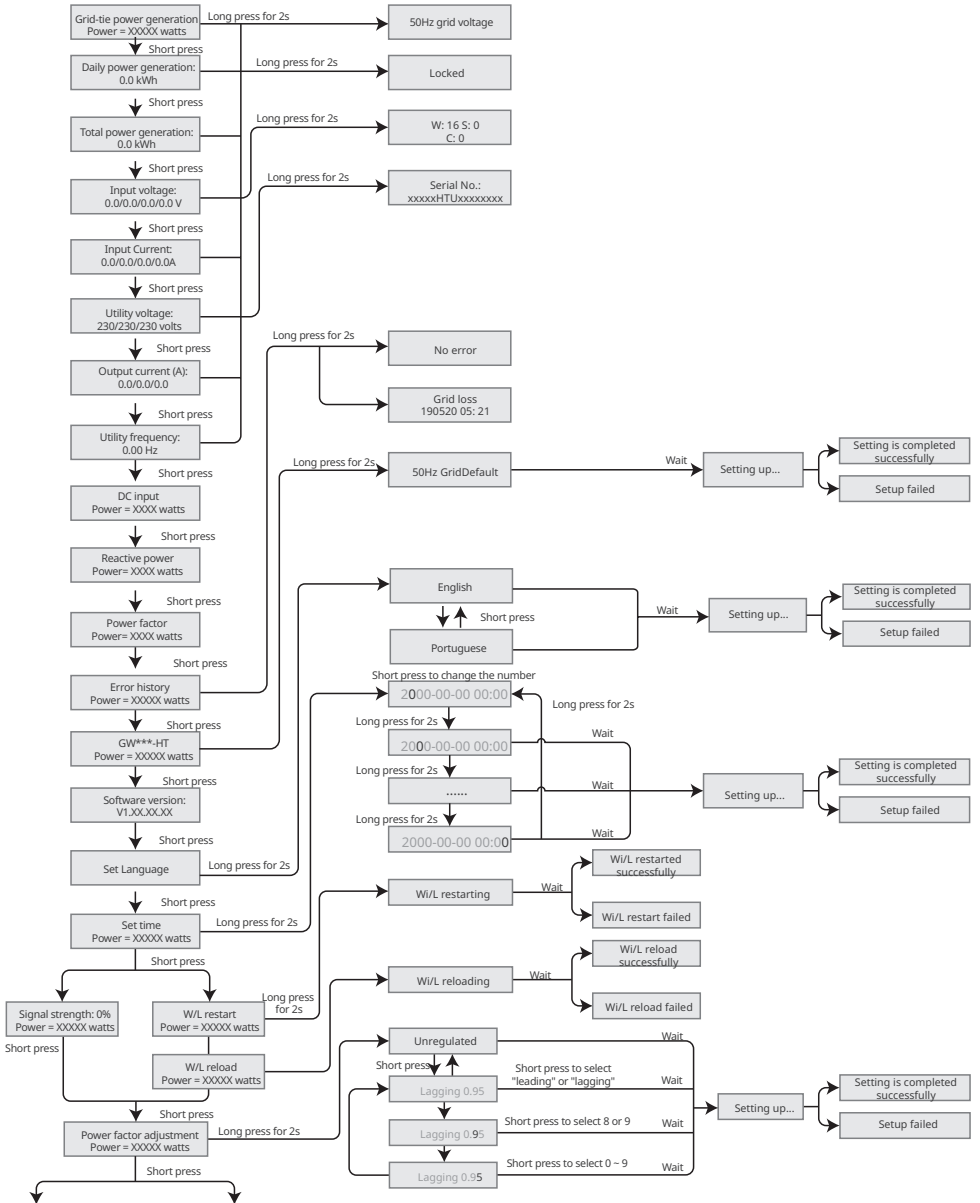 Grid-tie power generation
Power = XXXXX watts
Long press for 2s
50Hz grid voltage
Short press
Daily power generation:
0.0 kWh
Long press for 2s
Locked
Short press
Total power generation:
0.0 kWh
Long press for 2s
W: 16 S: 0
C: 0
Short press
Input voltage:
0.0/0.0/0.0/0.0 V
Long press for 2s
Serial No.:
xxxxxHTUxxxxxxxx
Short press
Input Current:
0.0/0.0/0.0/0.0A
Short press
Utility voltage:
230/230/230 volts
Short press
Output current (A):
0.0/0.0/0.0
Long press for 2s
No error
Grid loss
190520 05: 21
Short press
Utility frequency:
0.00 Hz
Short press
Long press for 2s
50Hz GridDefault
Wait
Setting up...
Setting is completed
successfully
Setup failed
DC input
Power = XXXX watts
Short press
Reactive power
Power= XXXX watts
Short press
Power factor
Power= XXXX watts
Short press
English
Short press
Portuguese
Wait
Setting up...
Setting is completed
successfully
Setup failed
Error history
Power = XXXXX watts
Short press
GW***-HT
Power = XXXXX watts
Short press
Software version:
V1.XX.XX.XX
Short press
Short press to change the number
2000-00-00 00:00
Long press for 2s
Long press for 2s
2000-00-00 00:00
Wait
Long press for 2s
......
Wait
Long press for 2s
2000-00-00 00:00
Wait
Setting up...
Setting is completed
successfully
Setup failed
Set Language
Long press for 2s
Short press
Set time
Power = XXXXX watts
Long press for 2s
Short press
Wi/L restarting
Wait
Wi/L restarted
successfully
Wi/L restart failed
Signal strength: 0%
Power = XXXXX watts
Short press
W/L restart
Power = XXXXX watts
Long press
for 2s
Wi/L reloading
Wait
Wi/L reload
successfully
Wi/L reload failed
W/L reload
Power = XXXXX watts
Short press
Power factor adjustment
Power = XXXXX watts
Long press for 2s
Short press
Unregulated
Wait
Short press
Short press to select
"leading" or "lagging"
Lagging 0.95
Wait
Short press to select 8 or 9
Lagging 0.95
Wait
Short press to select 0 ~ 9
Lagging 0.95
Wait
Setting up...
Setting is completed
successfully
Setup failed